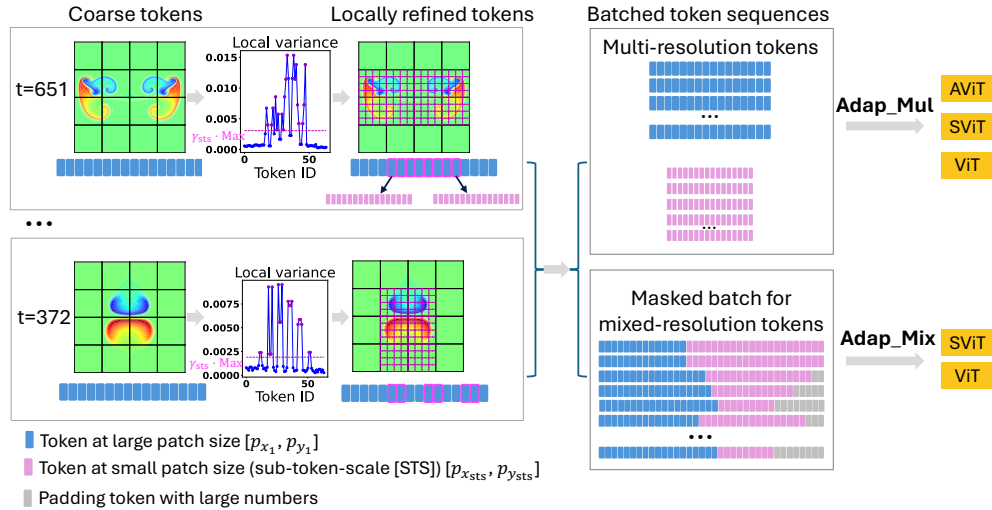 Coarse tokens
Locally refined tokens
Batched token sequences
t=651
Local variance
0.015
0.010
0.005
0.000
γsts · Max
0
50
Token ID
...
Multi-resolution tokens
...
...
Adap_Mul
AViT
SViT
ViT
t=372
Local variance
0.0075
0.0050
0.0025
0.0000
γsts · Max
0
50
Token ID
Masked batch for
mixed-resolution tokens
...
Adap_Mix
SViT
ViT
Token at large patch size [px1, py1]
Token at small patch size (sub-token-scale [STS]) [pxsts, pysts]
Padding token with large numbers